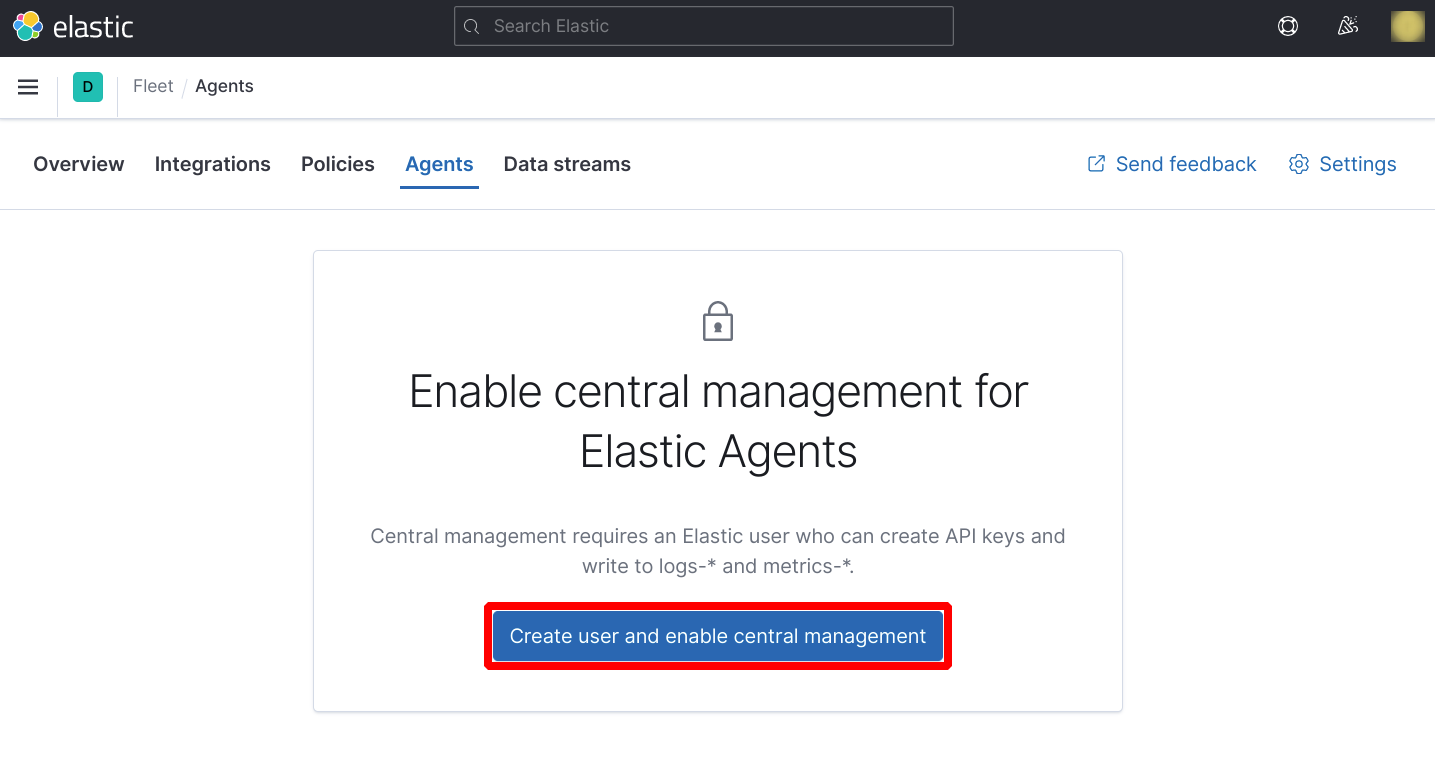 elastic
Search Elastic
D
Fleet / Agents
Overview Integrations Policies Agents Data streams Send feedback Settings
Enable central management for
Elastic Agents
Central management requires an Elastic user who can create API keys and
write to logs-* and metrics-*.
Create user and enable central management